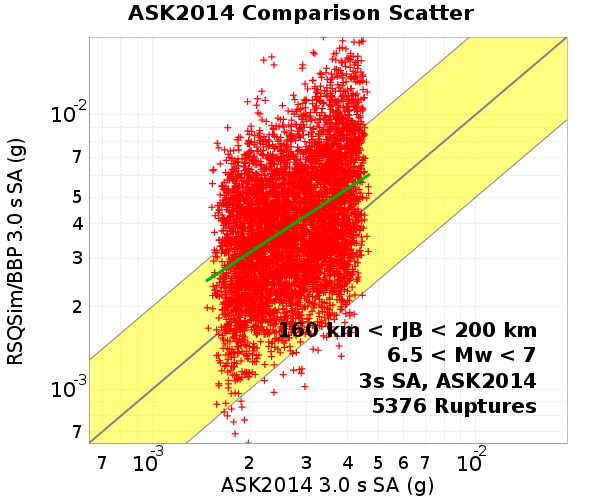 ASK2014 Comparison Scatter
RSQSim/BBP 3.0 s SA (g)
10-2
7
5
4
3
2
10-3
7
160 km < rJB < 200 km
6.5 < Mw < 7
3s SA, ASK2014
5376 Ruptures
7 10-3 2 3 4 5 6 7 10-2
ASK2014 3.0 s SA (g)